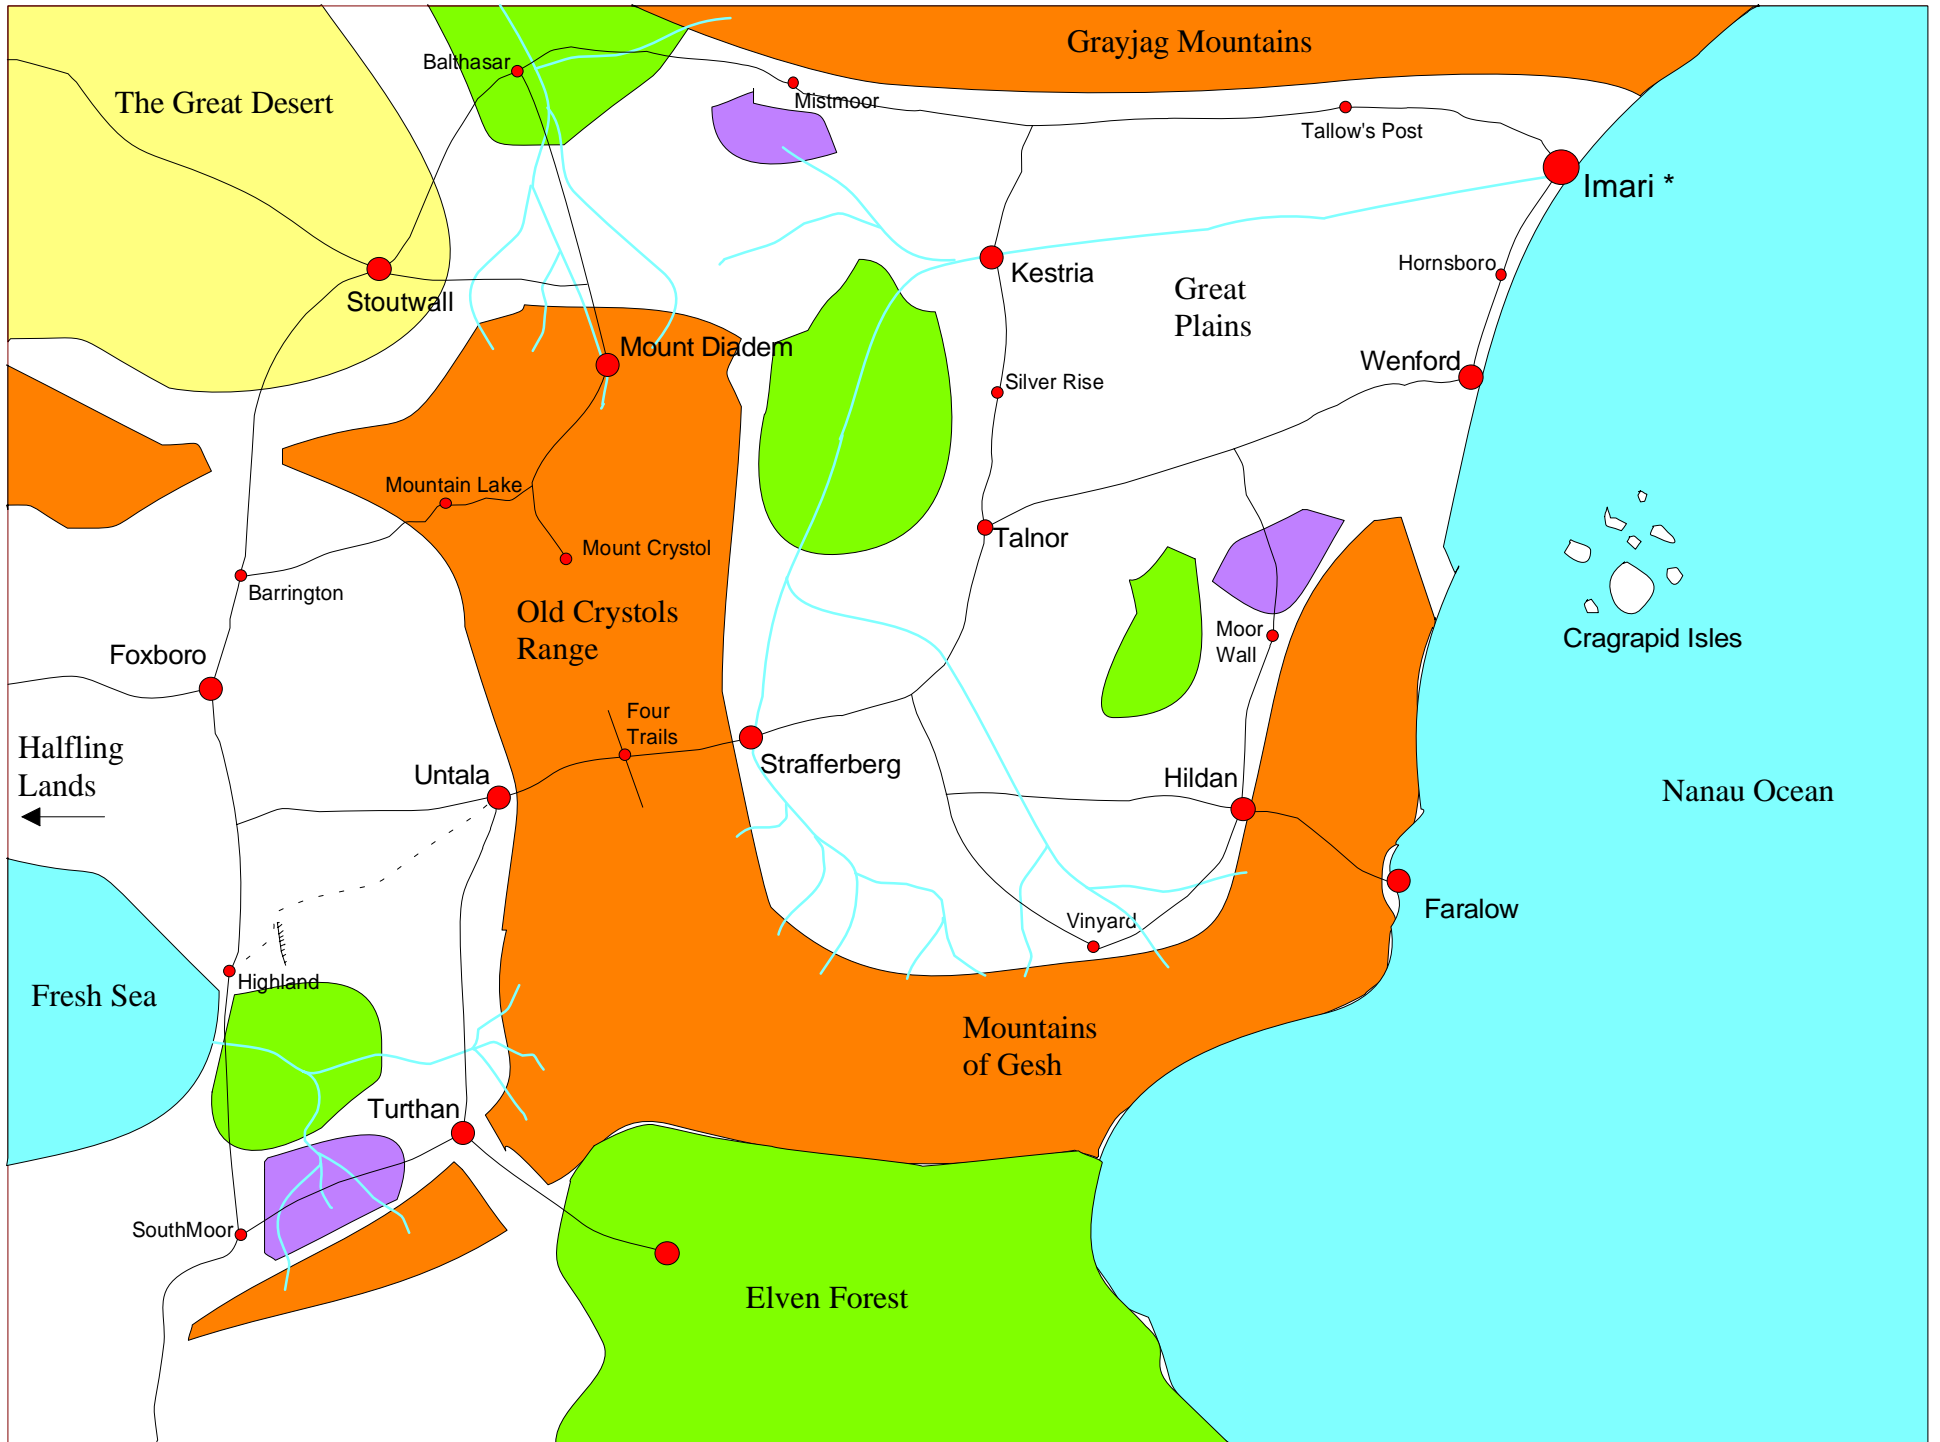 Grayjag Mountains
Balthasar
The Great Desert
Mistmoor
Tallow's Post
Imari *
Kestria
Hornsboro
Stoutwall
Great
Plains
Mount Diadem
Wenford
Silver Rise
Mountain Lake
Talnor
Mount Crystol
Barrington
Old Crystols
Range
Moor
Wall
Cragrapid Isles
Foxboro
Four
Trails
Halfling
Lands
Untala
Strafferberg
Hildan
Nanau Ocean
Faralow
Vinyard
Highland
Fresh Sea
Mountains
of Gesh
Turthan
SouthMoor
Elven Forest